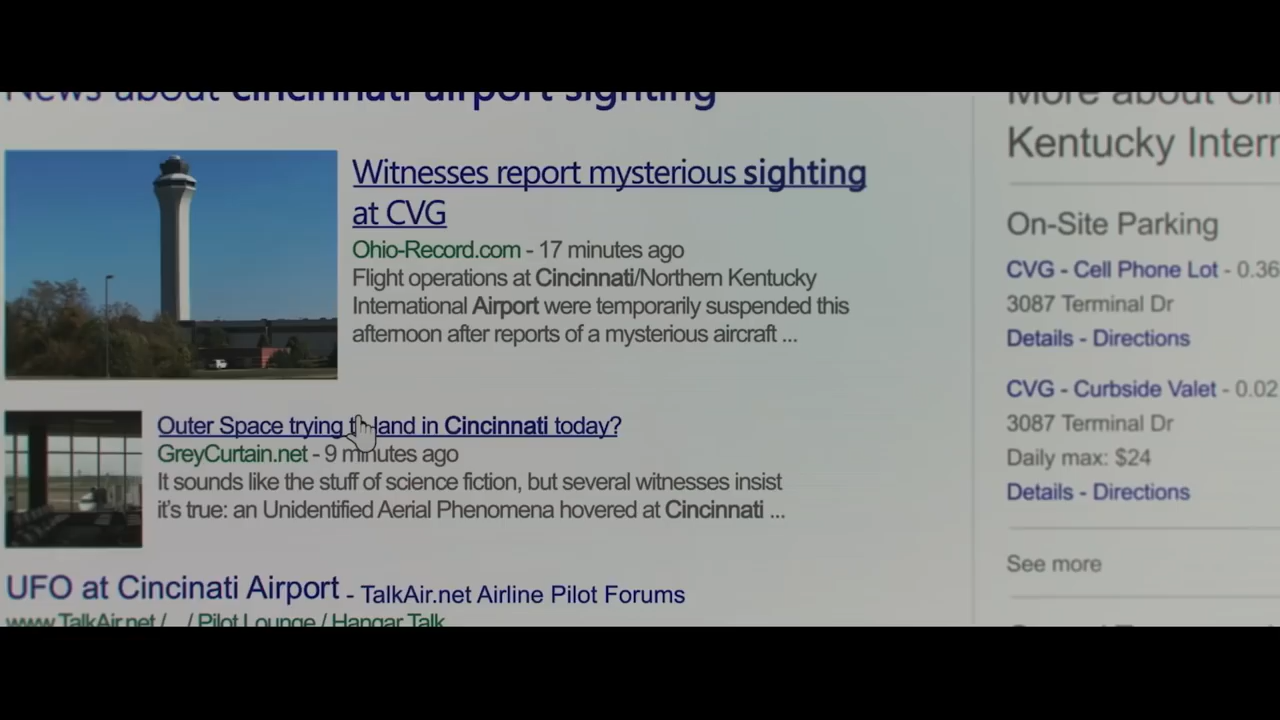 News about cincinnati airport sighting
Witnesses report mysterious sighting
at CVG
Ohio-Record.com - 17 minutes ago
Flight operations at Cincinnati/Northern Kentucky
International Airport were temporarily suspended this
afternoon after reports of a mysterious aircraft ...
Outer Space trying to land in Cincinnati today?
GreyCurtain.net - 9 minutes ago
It sounds like the stuff of science fiction, but several witnesses insist
it's true: an Unidentified Aerial Phenomena hovered at Cincinnati ...
UFO at Cincinati Airport - TalkAir.net Airline Pilot Forums
www.TalkAir.net / ... / Pilot Lounge / Hangar Talk
More about Cin
Kentucky Intern
On-Site Parking
CVG - Cell Phone Lot - 0.36
3087 Terminal Dr
Details - Directions
CVG - Curbside Valet - 0.02
3087 Terminal Dr
Daily max: $24
Details - Directions
See more